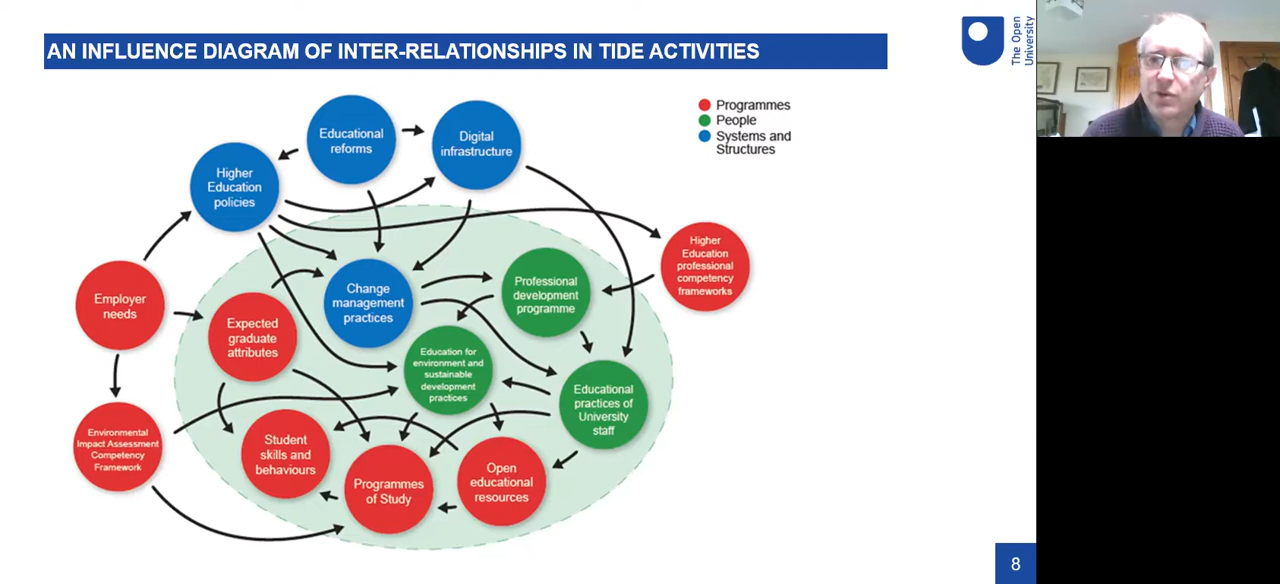 AN INFLUENCE DIAGRAM OF INTER-RELATIONSHIPS IN TIDE ACTIVITIES
The Open
University
Programmes
People
Systems and
Structures
Educational
reforms
Digital
infrastructure
Higher
Education
policies
Higher
Education
professional
competency
frameworks
Employer
needs
Change
management
practices
Professional
development
programme
Expected
graduate
attributes
Education for
environment and
sustainable
development
practices
Educational
practices of
University
staff
Environmental
Impact Assessment
Competency
Framework
Student
skills and
behaviours
Programmes
of Study
Open
educational
resources
8